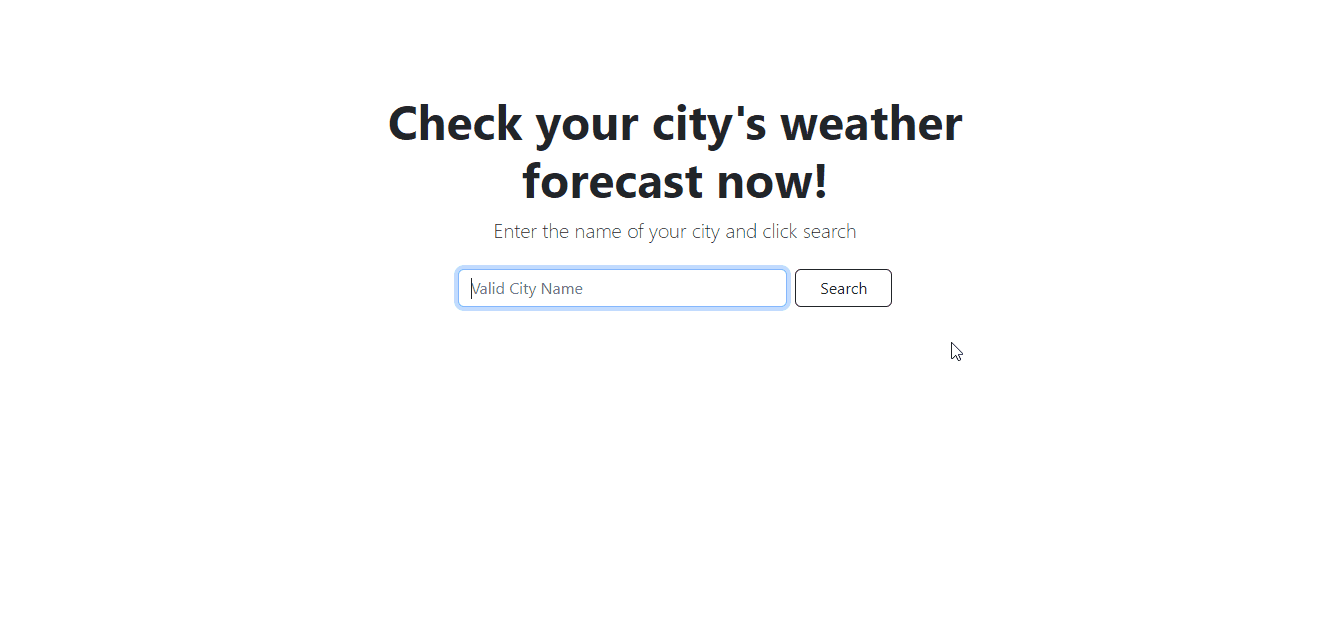 Check your city's weather
forecast now!
Enter the name of your city and click search
Valid City Name
Search